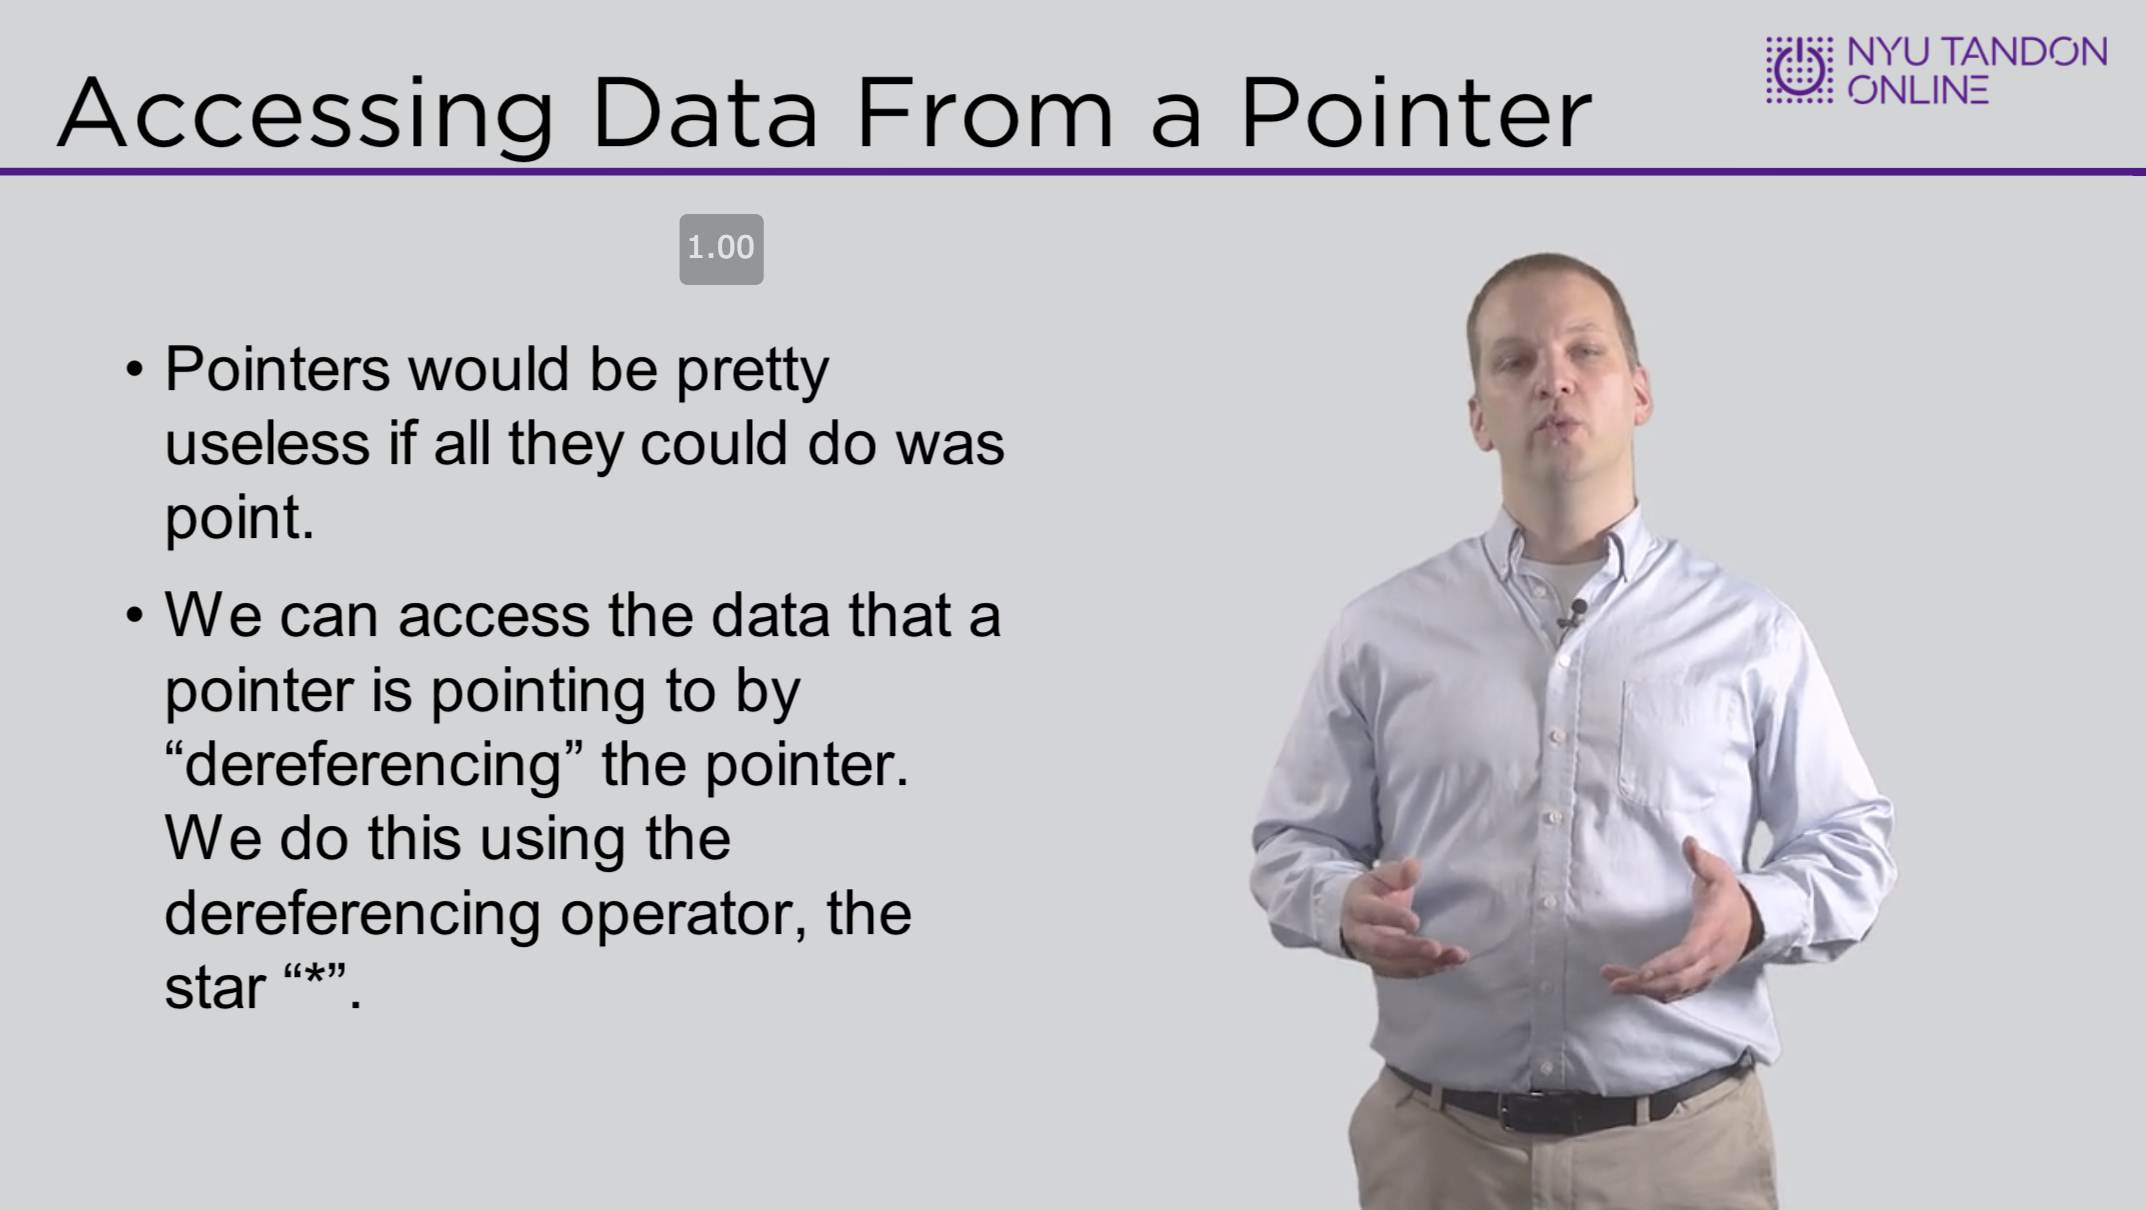 Accessing Data From a Pointer
NYU TANDON
ONLINE
1.00
• Pointers would be pretty
useless if all they could do was
point.
• We can access the data that a
pointer is pointing to by
“dereferencing” the pointer.
We do this using the
dereferencing operator, the
star “*”.